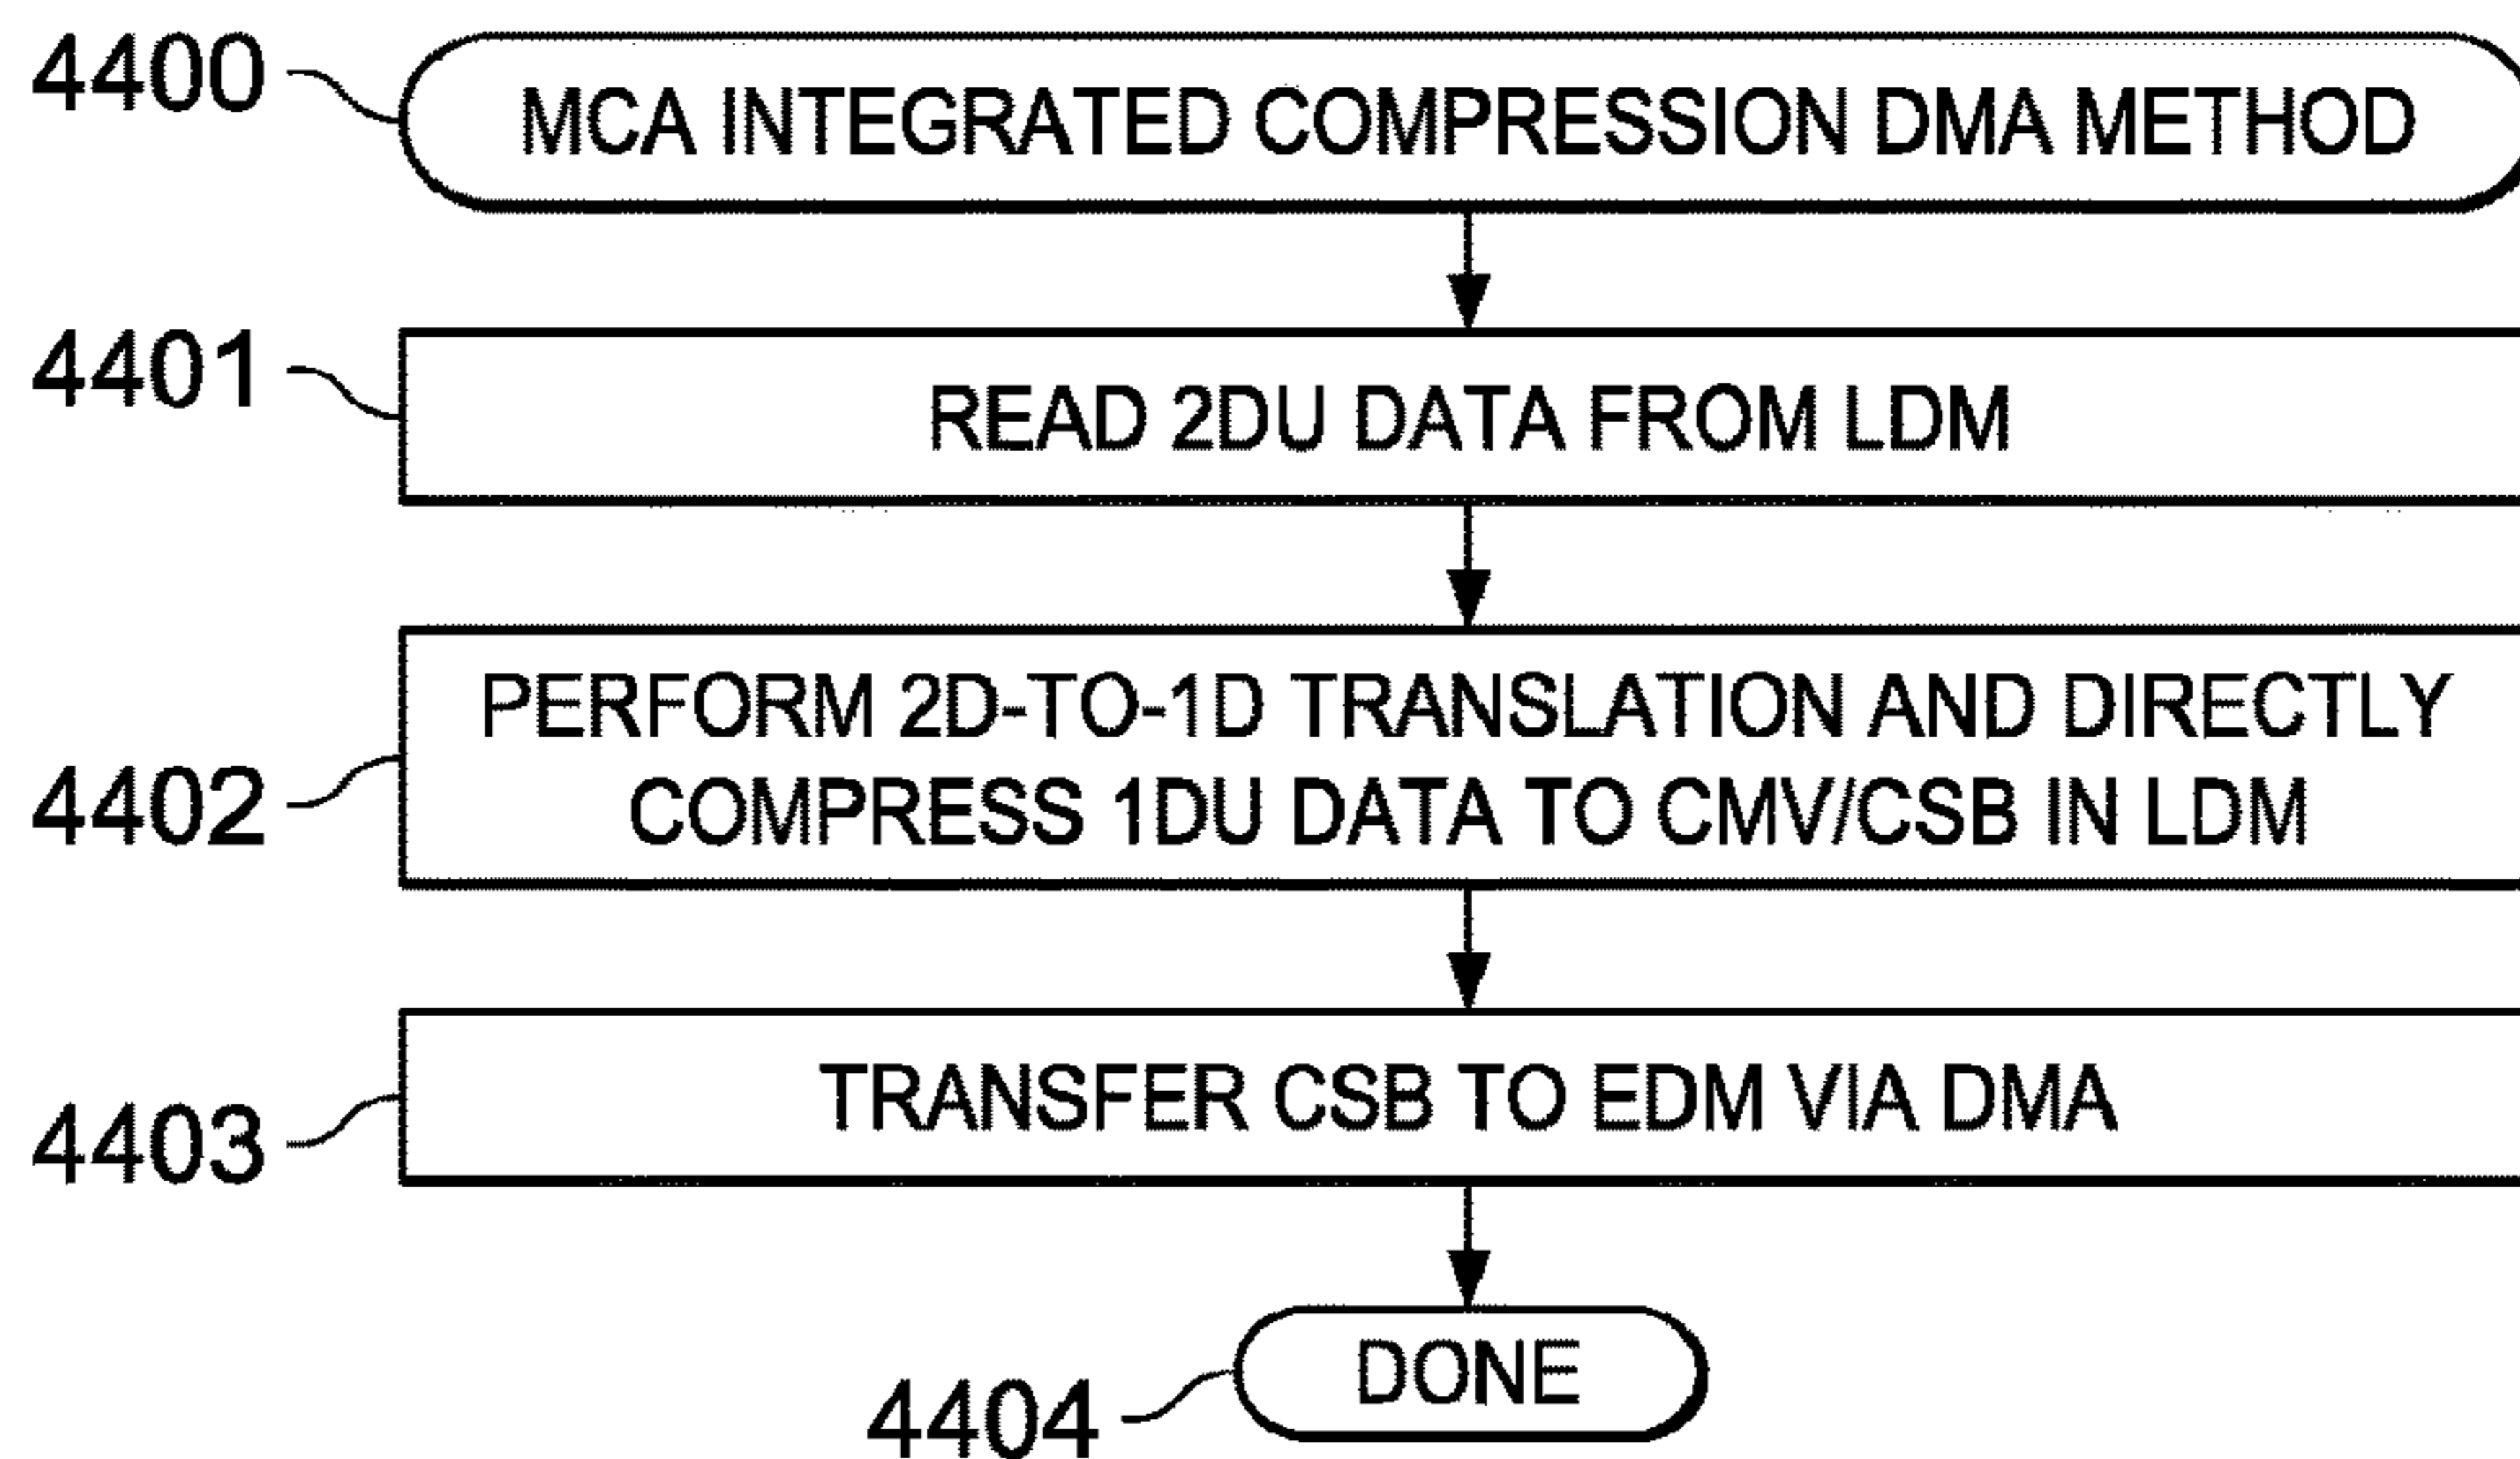 4400
MCA INTEGRATED COMPRESSION DMA METHOD
4401
READ 2DU DATA FROM LDM
4402
PERFORM 2D-TO-1D TRANSLATION AND DIRECTLY
COMPRESS 1DU DATA TO CMV/CSB IN LDM
4403
TRANSFER CSB TO EDM VIA DMA
4404
DONE